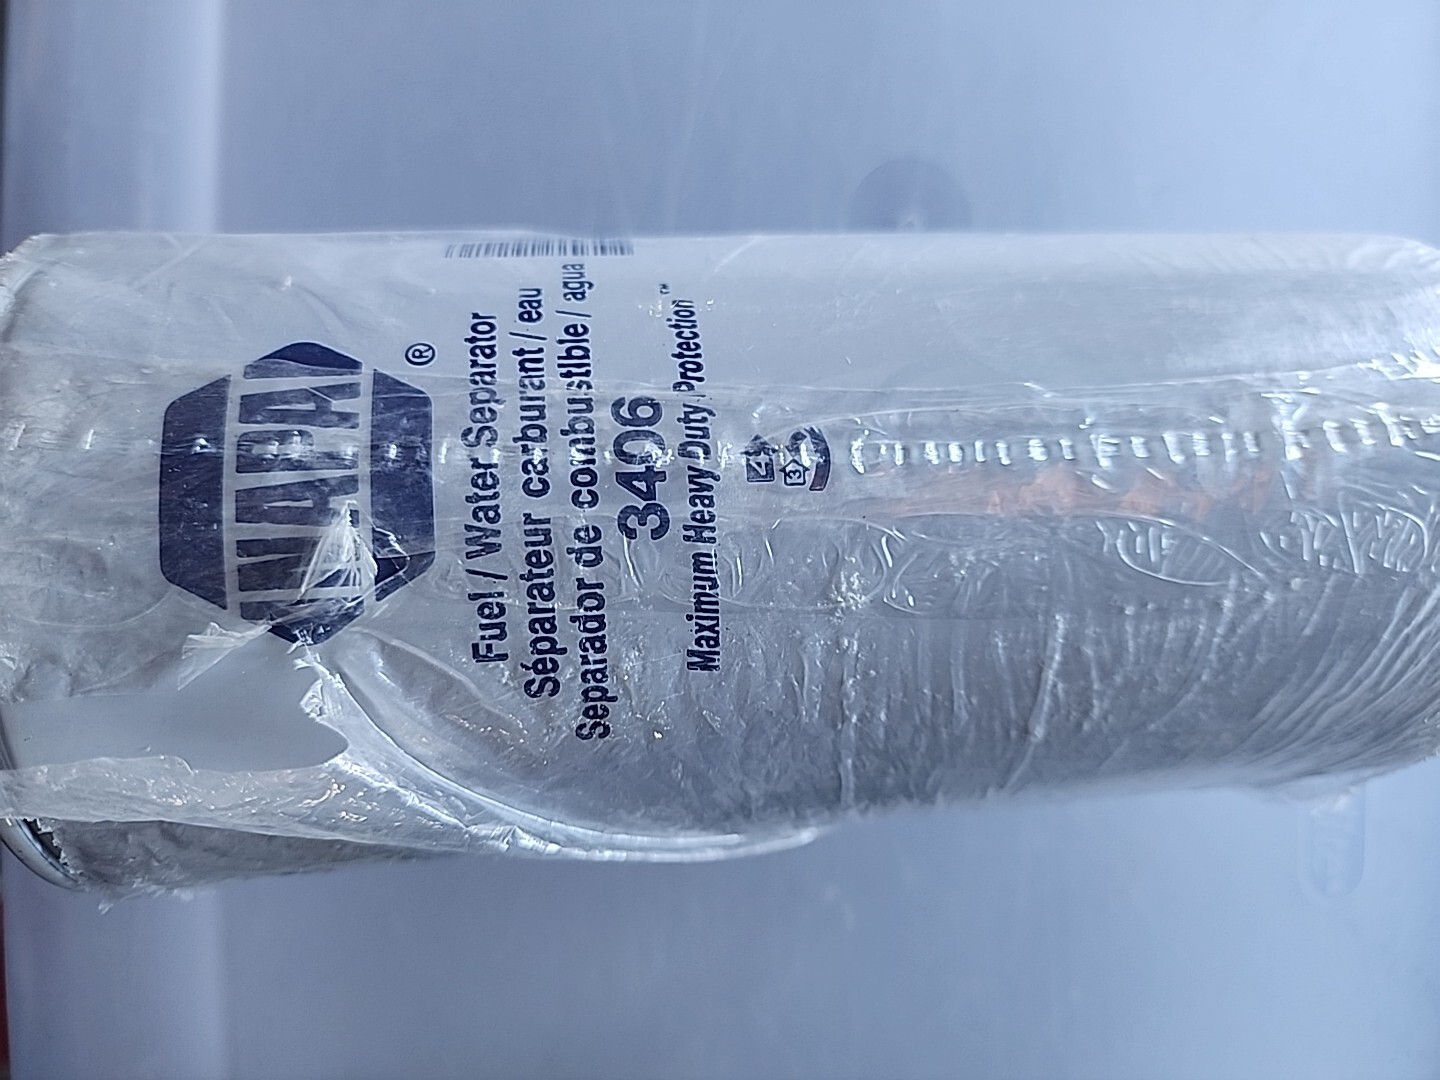 NAPA®
Fuel / Water Separator
Séparateur carburant / eau
Separador de combustible / agua
3406
Maximum Heavy Duty Protection™